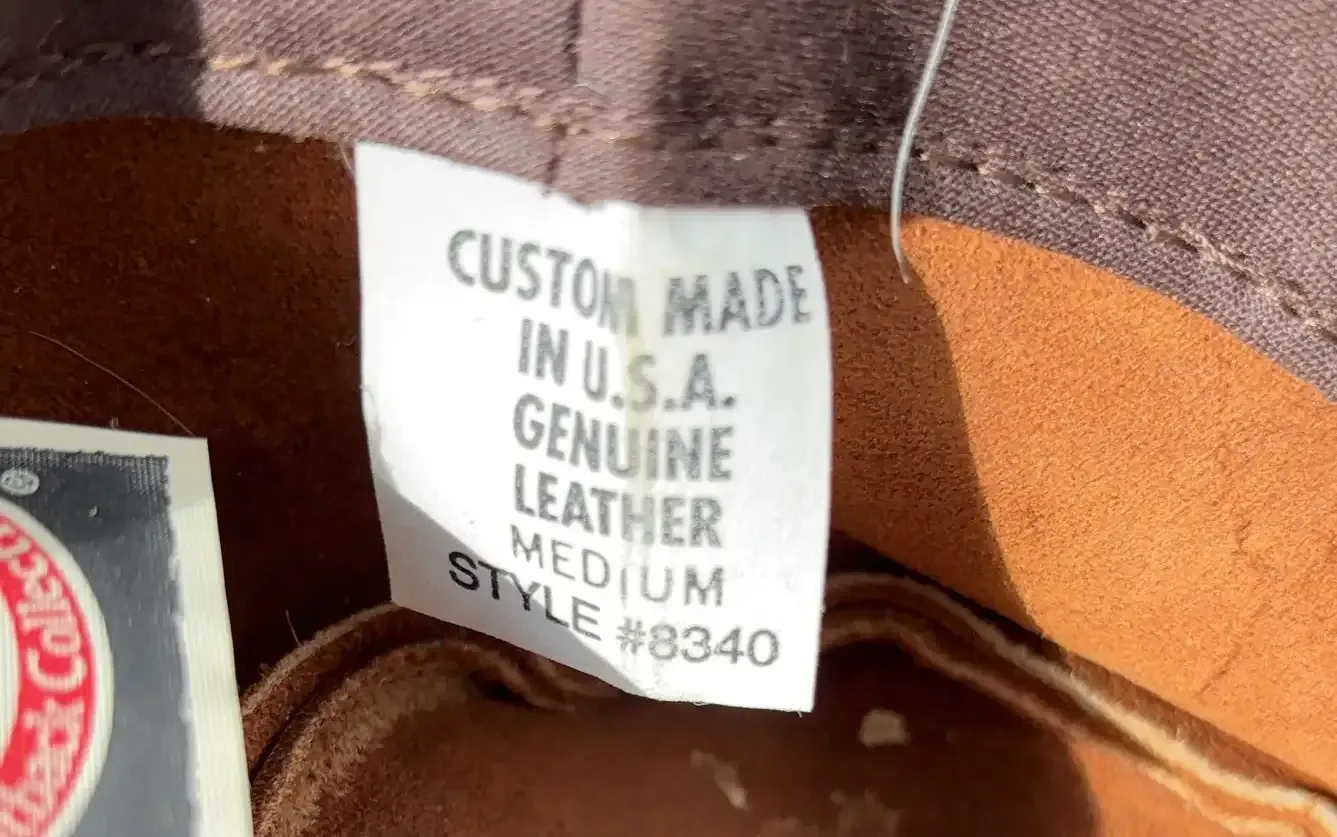 CUSTOM MADE
IN U.S.A.
GENUINE
LEATHER
MEDIUM
STYLE #8340